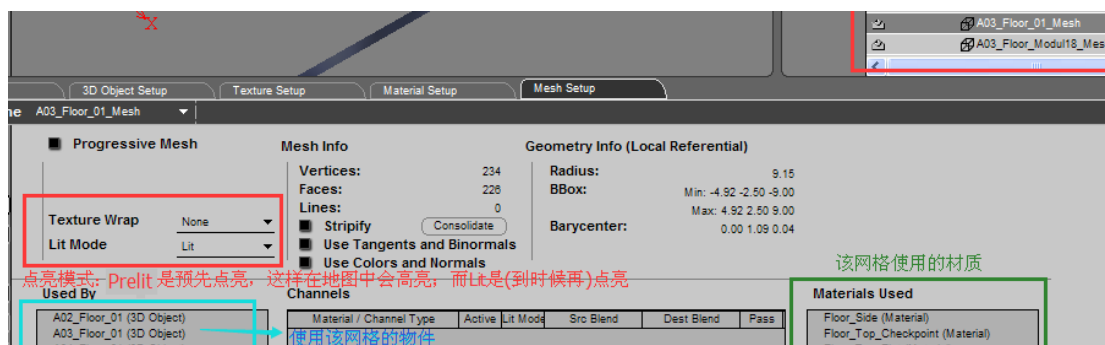 X
A03_Floor_01_Mesh
A03_Floor_Modul18_Mes
3D Object Setup
Texture Setup
Material Setup
Mesh Setup
ne A03_Floor_01_Mesh
Progressive Mesh
Mesh Info
Geometry Info (Local Referential)
Vertices: 234
Radius: 9.15
Faces: 226
BBox: Min: -4.92 -2.50 -9.00
Lines: 0
Max: 4.92 2.50 9.00
Texture Wrap None
Stripify Consolidate
Barycenter: 0.00 1.09 0.04
Lit Mode Lit
Use Tangents and Binormals
Use Colors and Normals
该网格使用的材质
点亮模式：Prelit 是预先点亮，这样在地图中会高亮；而Lit是(到时候再)点亮
Used By
Channels
Materials Used
A02_Floor_01 (3D Object)
Material / Channel Type Active Lit Mode Src Blend Dest Blend Pass
Floor_Side (Material)
A03_Floor_01 (3D Object)
使用该网格的物件
Floor_Top_Checkpoint (Material)